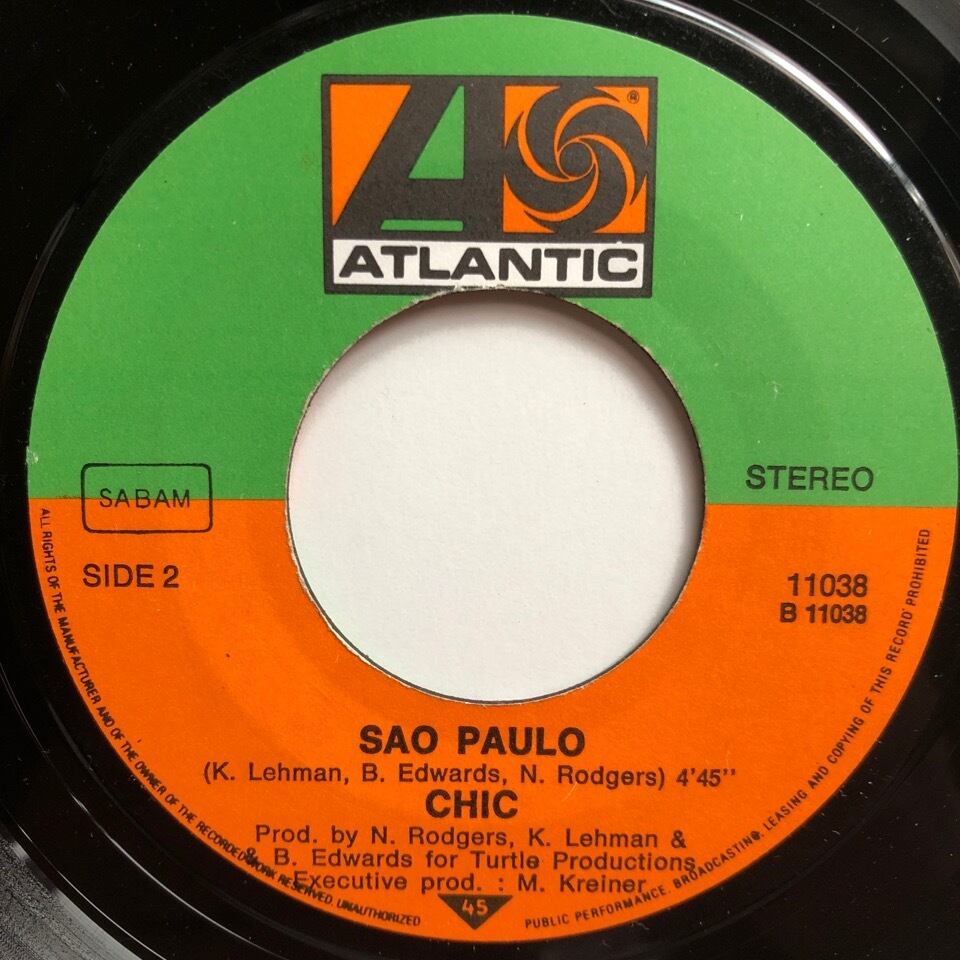 ®
ATLANTIC
SABAM
STEREO
SIDE 2
11038
B 11038
SAO PAULO
(K. Lehman, B. Edwards, N. Rodgers) 4'45''
CHIC
Prod. by N. Rodgers, K. Lehman &
B. Edwards for Turtle Productions
Executive prod. : M. Kreiner
45
ALL RIGHTS OF THE MANUFACTURER AND OF THE OWNER OF THE RECORDED WORK RESERVED. UNAUTHORIZED
PUBLIC PERFORMANCE, BROADCASTING, LEASING AND COPYING OF THIS RECORD PROHIBITED